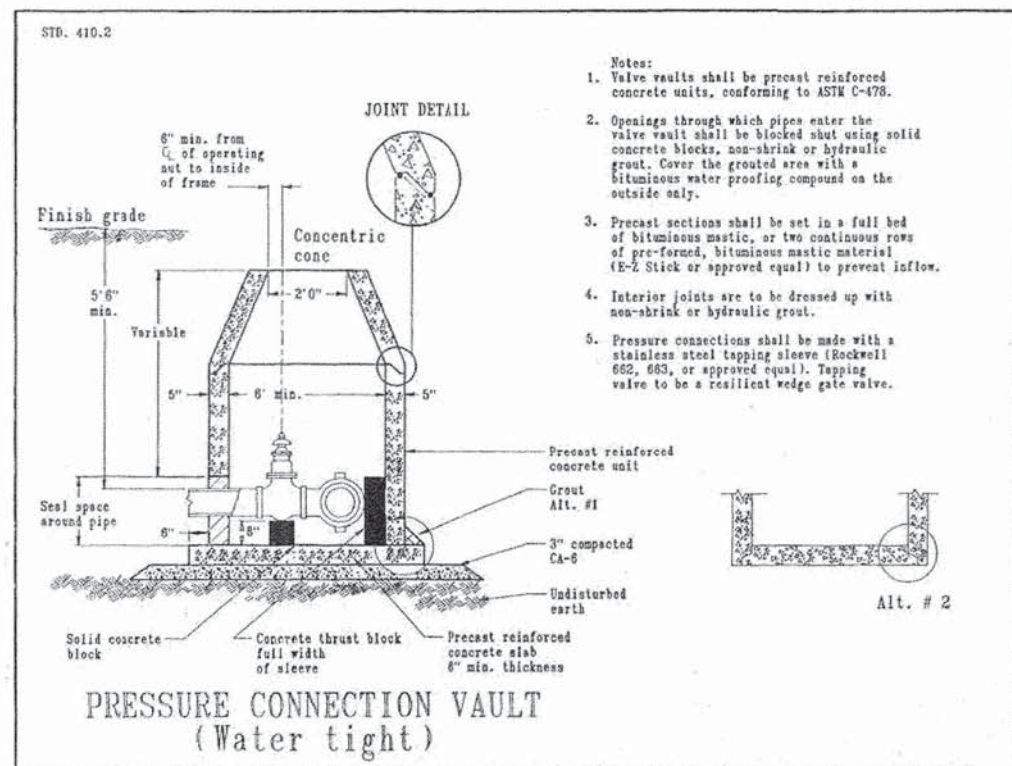 STD. 410.2
JOINT DETAIL
6" min. from
℄ of operating
nut to inside
of frame
Finish grade
Concentric
cone
5'6"
min.
2'0"
Variable
5"
6' min.
5"
Seal space
around pipe
6"
8"
Precast reinforced
concrete unit
Grout
Alt. #1
3" compacted
CA-6
Undisturbed
earth
Solid concrete
block
Concrete thrust block
full width
of sleeve
Precast reinforced
concrete slab
6" min. thickness
Alt. # 2
Notes:
1. Valve vaults shall be precast reinforced
concrete units, conforming to ASTM C-478.
2. Openings through which pipes enter the
valve vault shall be blocked shut using solid
concrete blocks, non-shrink or hydraulic
grout. Cover the grouted area with a
bituminous water proofing compound on the
outside only.
3. Precast sections shall be set in a full bed
of bituminous mastic, or two continuous rows
of pre-formed, bituminous mastic material
(E-Z Stick or approved equal) to prevent inflow.
4. Interior joints are to be dressed up with
non-shrink or hydraulic grout.
5. Pressure connections shall be made with a
stainless steel tapping sleeve (Rockwell
662, 663, or approved equal). Tapping
valve to be a resilient wedge gate valve.
PRESSURE CONNECTION VAULT
(Water tight)